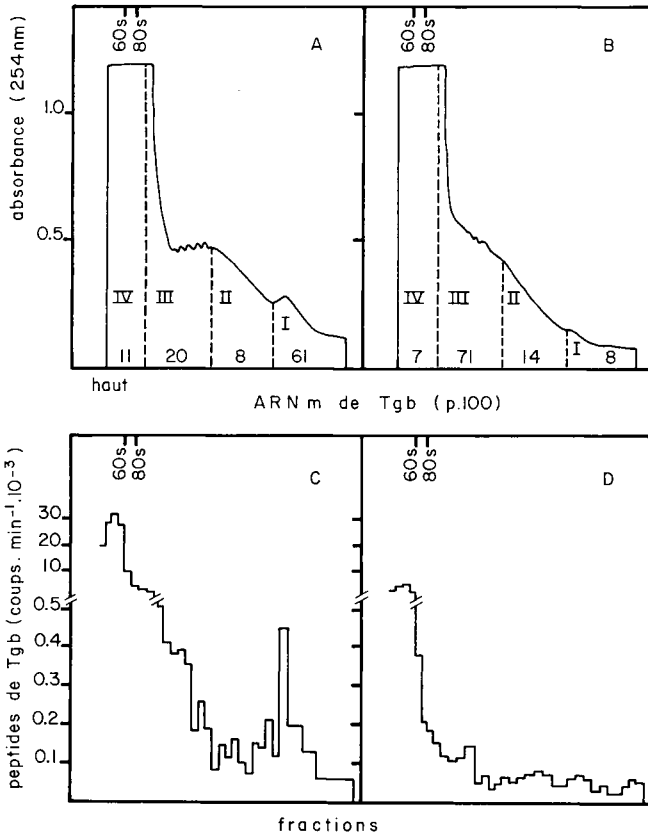 60s 80s 60s 80s
A B
absorbance (254nm)
1.0
0.5
IV III II I IV III II I
11 20 8 61 7 71 14 8
haut
ARNm de Tgb (p.100)
60s 80s 60s 80s
C D
peptides de Tgb (coups. min⁻¹. 10⁻³)
30
20
10
0.5
0.4
0.3
0.2
0.1
fractions